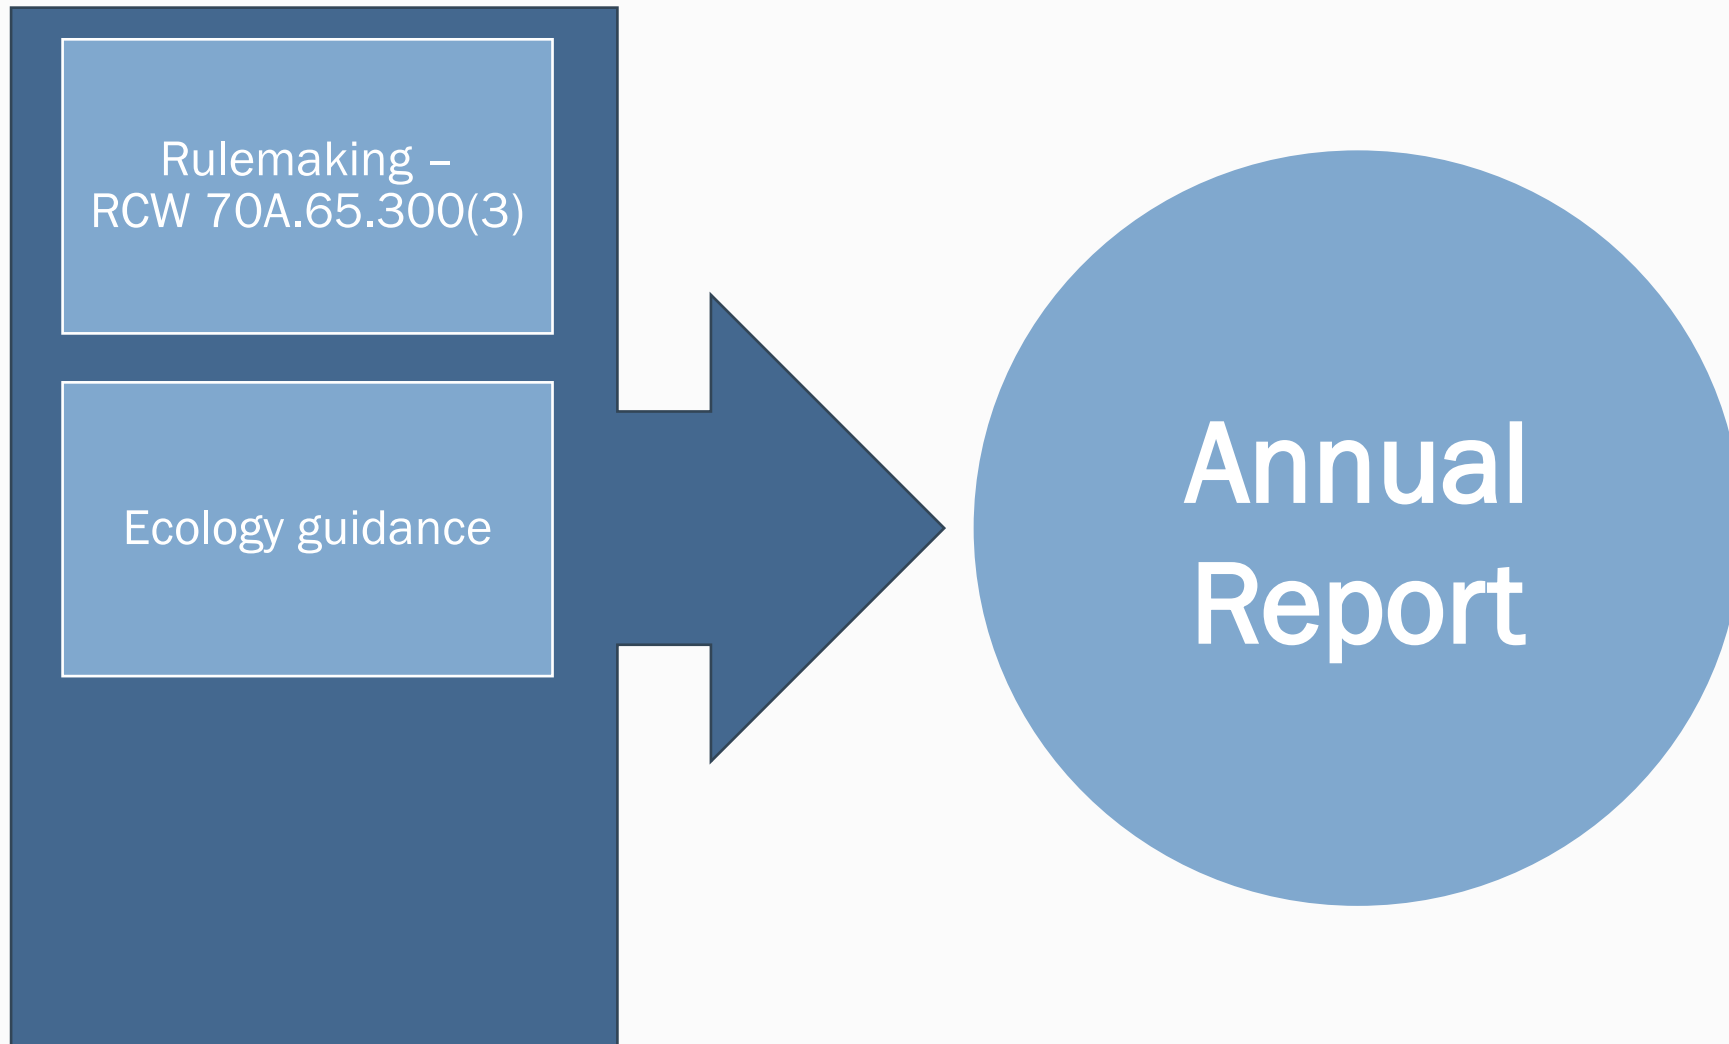 Rulemaking –
RCW 70A.65.300(3)
Ecology guidance
Annual
Report